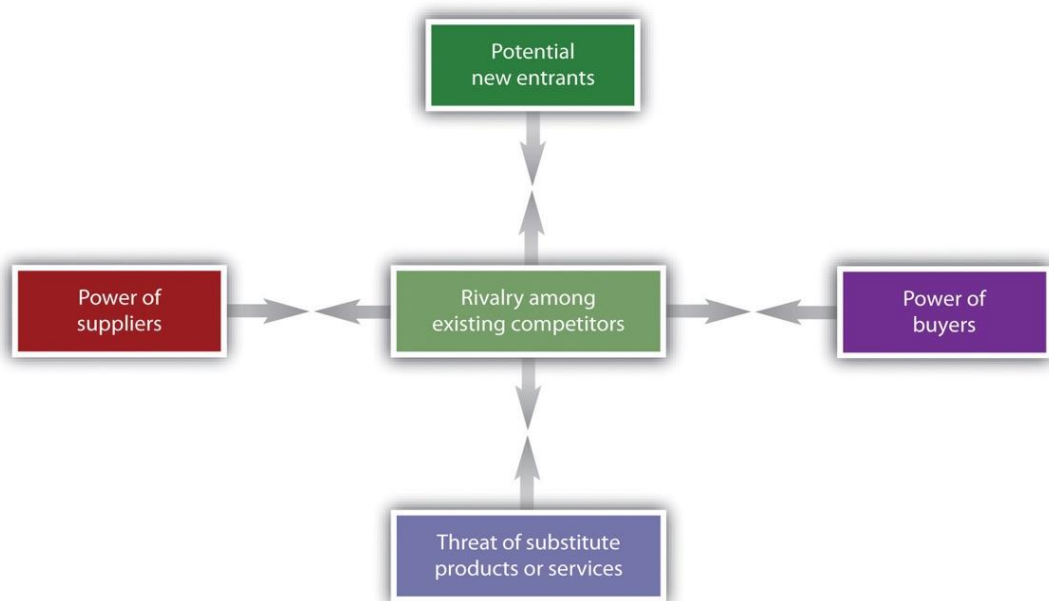 Potential
new entrants
Power of
suppliers
Rivalry among
existing competitors
Power of
buyers
Threat of substitute
products or services